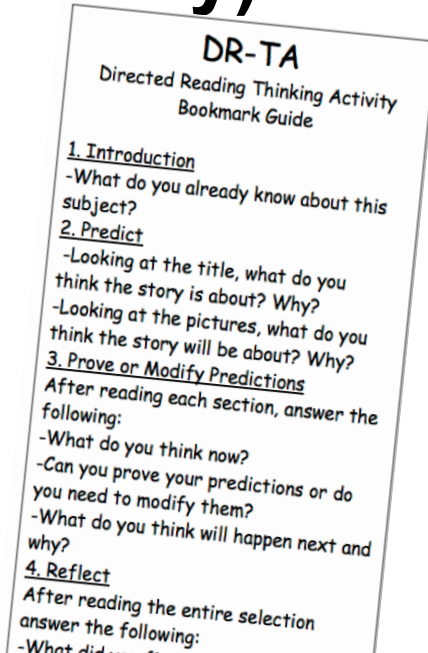 DR-TA
Directed Reading Thinking Activity
Bookmark Guide
1. Introduction
-What do you already know about this
subject?
2. Predict
-Looking at the title, what do you
think the story is about? Why?
-Looking at the pictures, what do you
think the story will be about? Why?
3. Prove or Modify Predictions
After reading each section, answer the
following:
-What do you think now?
-Can you prove your predictions or do
you need to modify them?
-What do you think will happen next and
why?
4. Reflect
After reading the entire selection
answer the following:
-What did